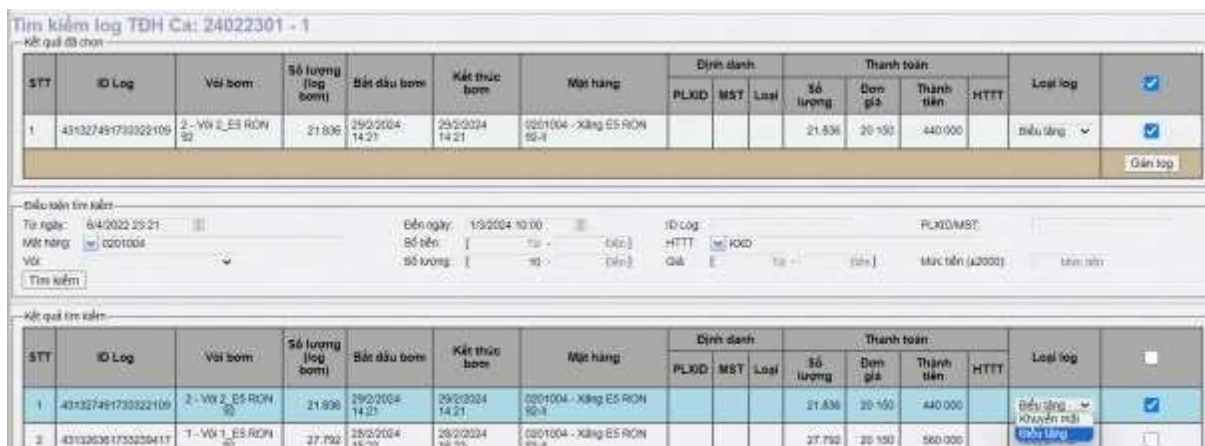 Tìm kiếm log TĐH Ca: 24022301 - 1
Kết quả đã chọn
STT ID Log Vòi bơm Số lượng (log bơm) Bắt đầu bơm Kết thúc bơm Mặt hàng Định danh Thanh toán Loại log
PLXID MST Loại Số lượng Đơn giá Thành tiền HTTT
1 431327491733322109 2 - Vòi 2_E5 RON 92 21.836 29/2/2024 14:21 29/2/2024 14:21 0201004 - Xăng E5 RON 92-II 21.836 20 150 440 000 Biếu tặng
Gán log
Điều kiện tìm kiếm
Từ ngày: 6/4/2022 23:21 Đến ngày: 1/3/2024 10:00 ID Log: PLXID/MST:
Mặt hàng: 0201004 Số tiền: [ Từ - Đến ] HTTT: KXD
Vòi: Số lượng: [ 10 - Đến ] Giá: [ Từ - Đến ] Mức tiền (±2000):
Tìm kiếm
Kết quả tìm kiếm
STT ID Log Vòi bơm Số lượng (log bơm) Bắt đầu bơm Kết thúc bơm Mặt hàng Định danh Thanh toán Loại log
PLXID MST Loại Số lượng Đơn giá Thành tiền HTTT
1 431327491733322109 2 - Vòi 2_E5 RON 92 21.836 29/2/2024 14:21 29/2/2024 14:21 0201004 - Xăng E5 RON 92-II 21.836 20 150 440 000 Biếu tặng
Khuyến mãi
Biếu tặng
2 1 - Vòi 1_E5 RON 27.792 28/2/2024 28/2/2024 0201004 - Xăng E5 RON 27.792 20 150 560 000